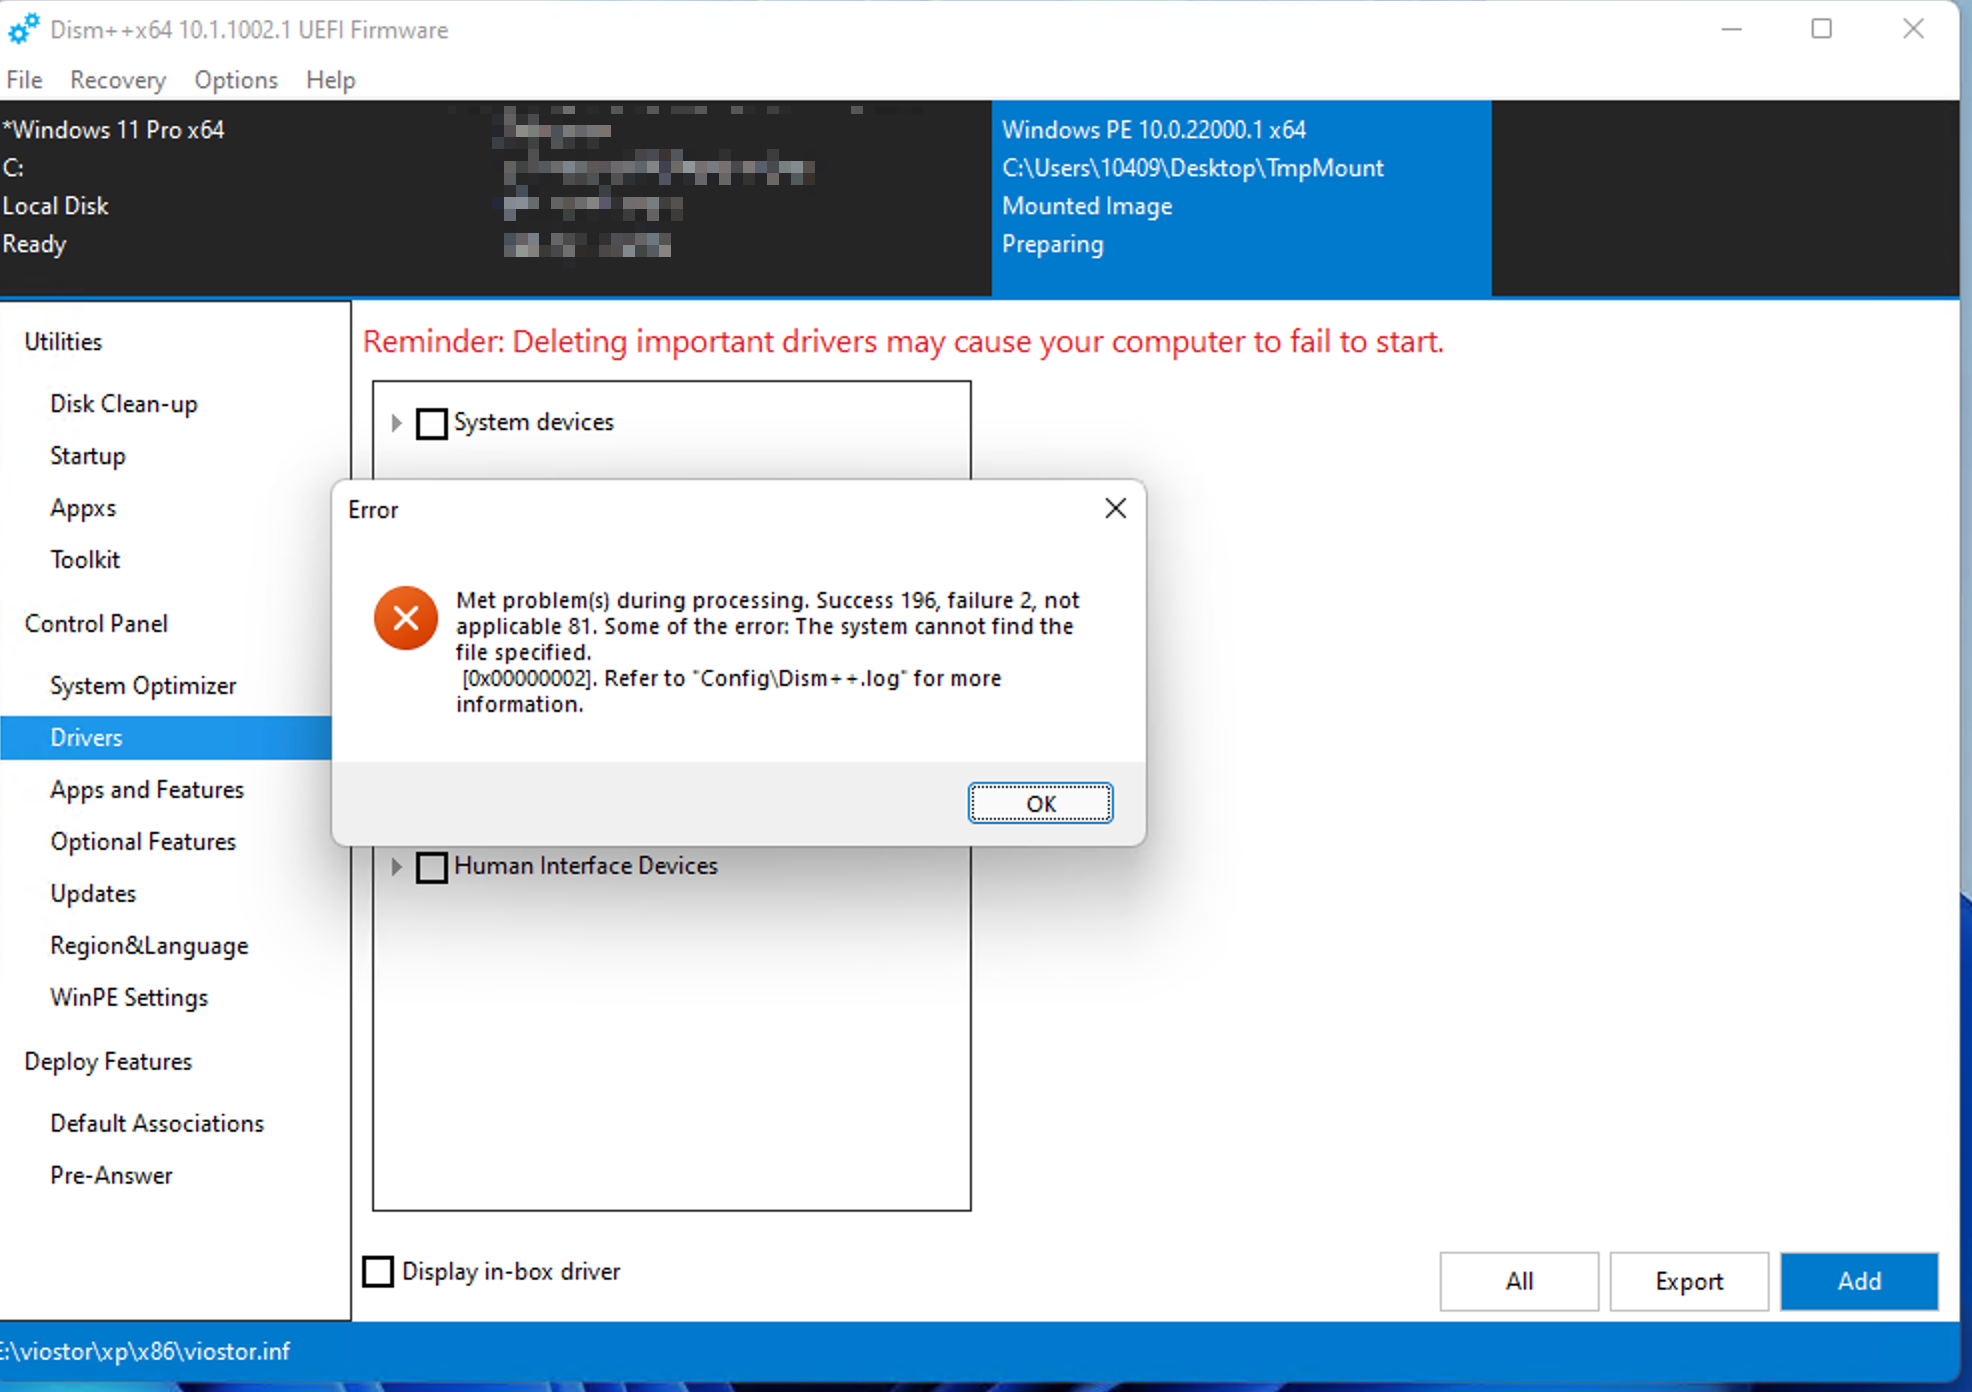 Dism++x64 10.1.1002.1 UEFI Firmware
File Recovery Options Help
*Windows 11 Pro x64
C:
Local Disk
Ready
Windows PE 10.0.22000.1 x64
C:\Users\10409\Desktop\TmpMount
Mounted Image
Preparing
Utilities
Disk Clean-up
Startup
Appxs
Toolkit
Control Panel
System Optimizer
Drivers
Apps and Features
Optional Features
Updates
Region&Language
WinPE Settings
Deploy Features
Default Associations
Pre-Answer
Reminder: Deleting important drivers may cause your computer to fail to start.
System devices
Error
Met problem(s) during processing. Success 196, failure 2, not
applicable 81. Some of the error: The system cannot find the
file specified.
[0x00000002]. Refer to "Config\Dism++.log" for more
information.
OK
Human Interface Devices
Display in-box driver
All Export Add
E:\viostor\xp\x86\viostor.inf